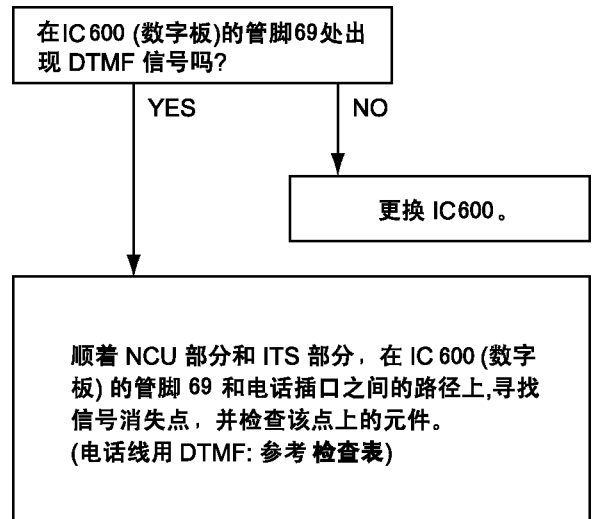 在IC 600 (数字板)的管脚69处出
现 DTMF 信号吗?
YES
NO
更换 IC600。
顺着 NCU 部分和 ITS 部分，在 IC 600 (数字
板) 的管脚 69 和电话插口之间的路径上,寻找
信号消失点，并检查该点上的元件。
(电话线用 DTMF: 参考 检查表)